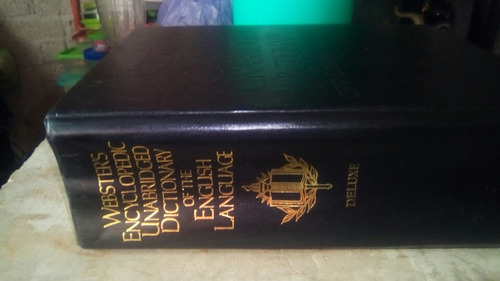 WEBSTER'S
ENCYCLOPEDIC
UNABRIDGED
DICTIONARY
OF THE
ENGLISH
LANGUAGE
DELUXE